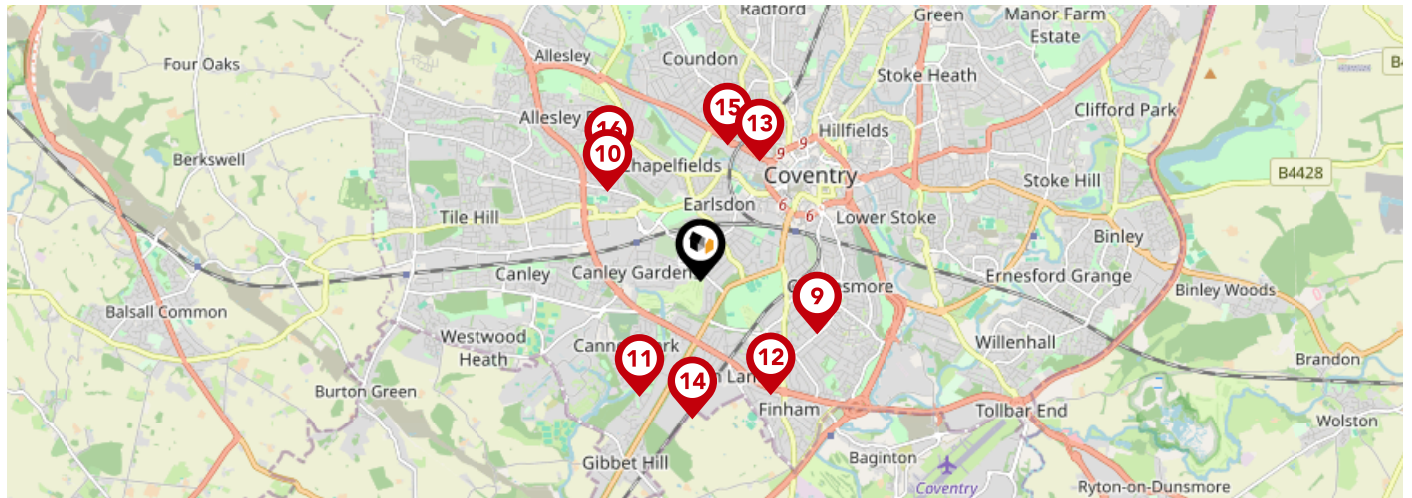 Radford
Green
Manor Farm
Estate
Allesley
Coundon
Four Oaks
Stoke Heath
B4
15
Clifford Park
Allesley
16
13
Hillfields
9
9
10
Chapelfields
Berkswell
Coventry
Stoke Hill
B4428
6
6
Earlsdon
Tile Hill
Lower Stoke
Binley
Canley
Canley Gardens
Ernesford Grange
9
Binley Woods
Balsall Common
Westwood
Heath
Willenhall
11
12
14
Brandon
Burton Green
Finham
Tollbar End
Wolston
Gibbet Hill
Baginton
Coventry
Ryton-on-Dunsmore